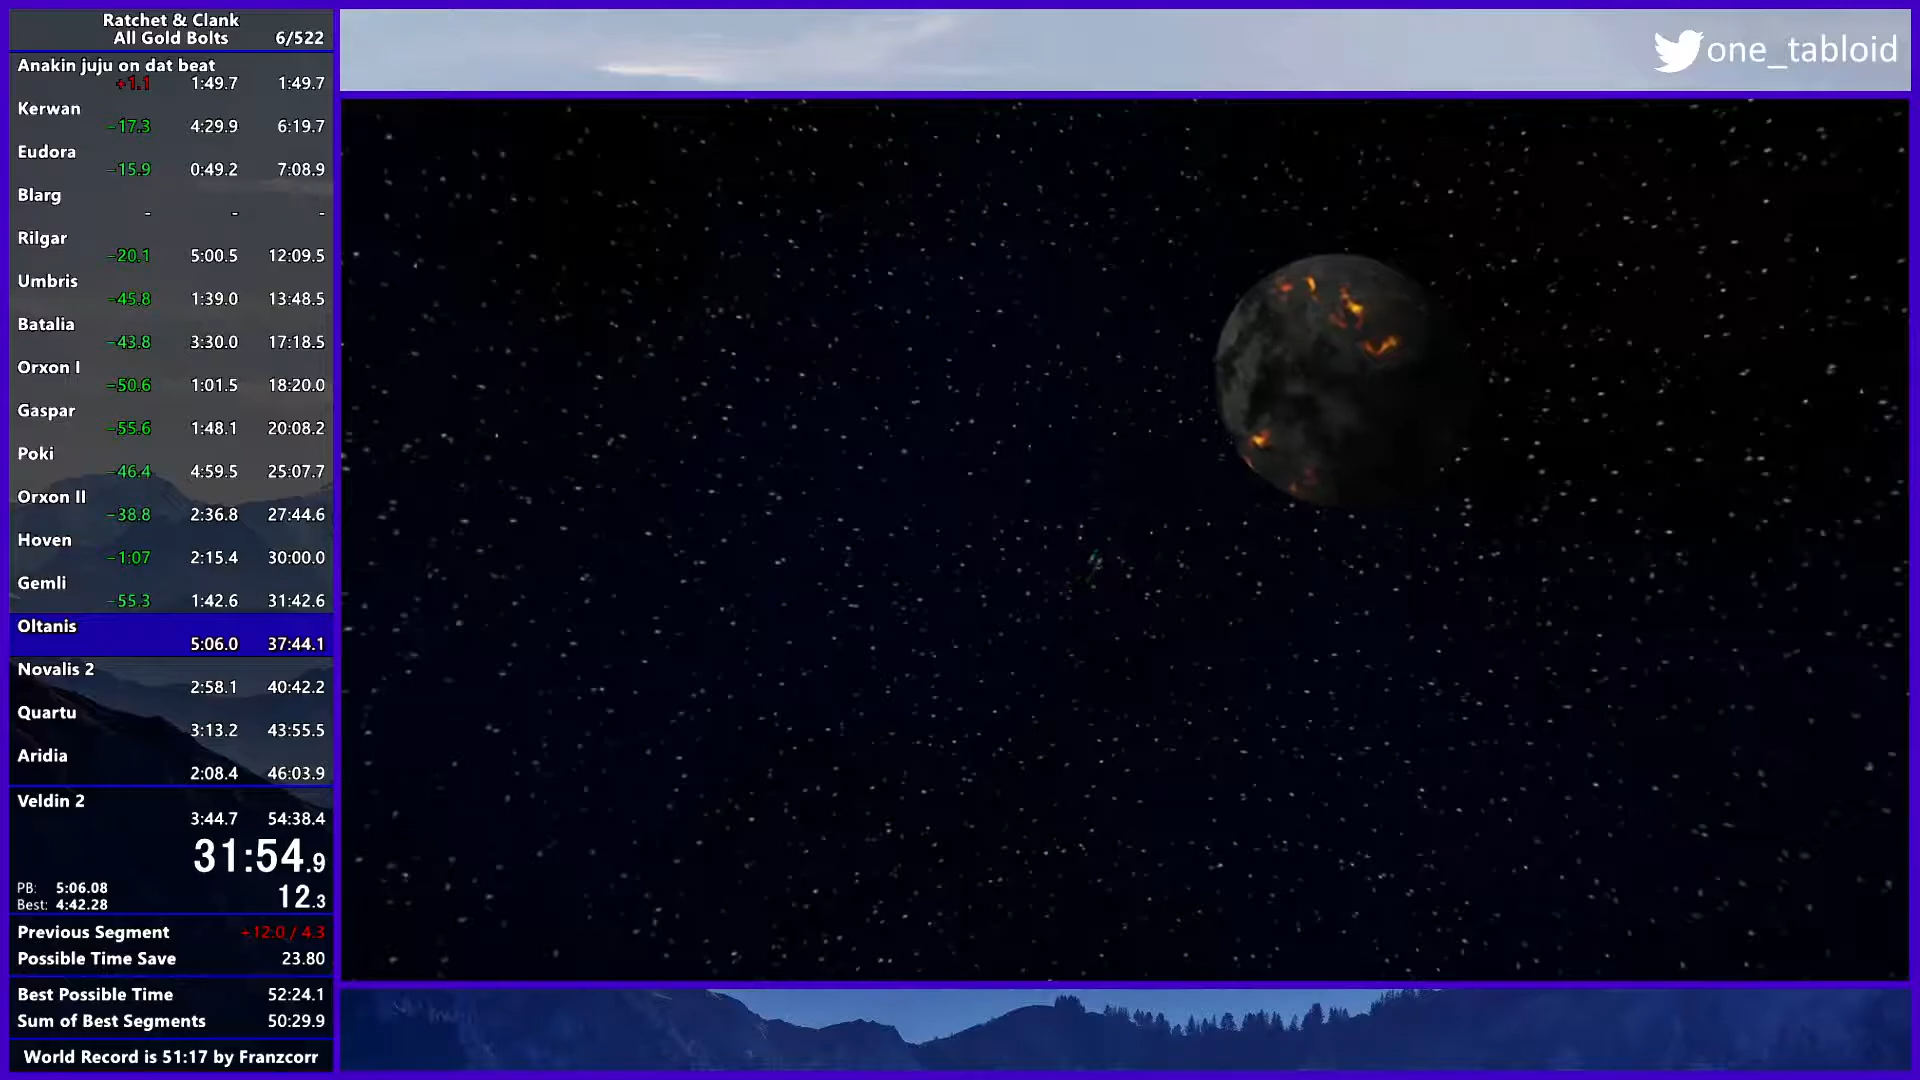 Ratchet & Clank
All Gold Bolts 6/522
Anakin juju on dat beat
+1.1 1:49.7 1:49.7
Kerwan
-17.3 4:29.9 6:19.7
Eudora
-15.9 0:49.2 7:08.9
Blarg
- - -
Rilgar
-20.1 5:00.5 12:09.5
Umbris
-45.8 1:39.0 13:48.5
Batalia
-43.8 3:30.0 17:18.5
Orxon I
-50.6 1:01.5 18:20.0
Gaspar
-55.6 1:48.1 20:08.2
Poki
-46.4 4:59.5 25:07.7
Orxon II
-38.8 2:36.8 27:44.6
Hoven
-1:07 2:15.4 30:00.0
Gemli
-55.3 1:42.6 31:42.6
Oltanis
5:06.0 37:44.1
Novalis 2
2:58.1 40:42.2
Quartu
3:13.2 43:55.5
Aridia
2:08.4 46:03.9
Veldin 2
3:44.7 54:38.4
31:54.9
PB: 5:06.08
Best: 4:42.28
12.3
Previous Segment +12.0 / 4.3
Possible Time Save 23.80
Best Possible Time 52:24.1
Sum of Best Segments 50:29.9
World Record is 51:17 by Franzcorr
one_tabloid